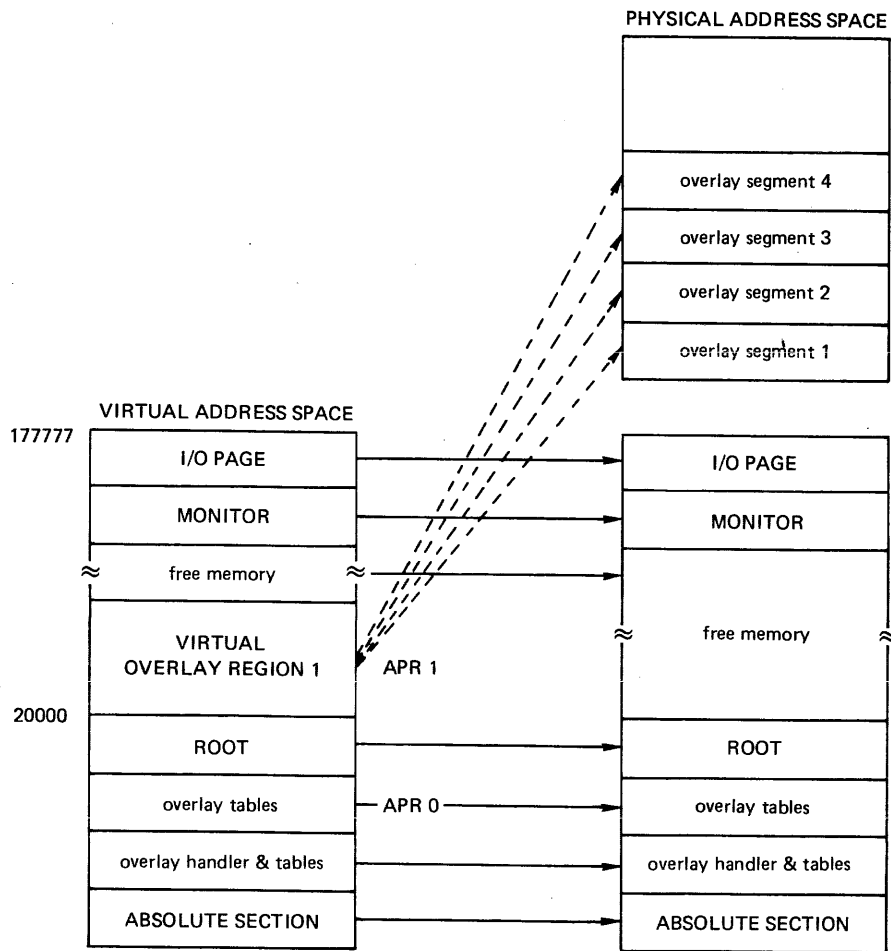 PHYSICAL ADDRESS SPACE
overlay segment 4
overlay segment 3
overlay segment 2
overlay segment 1
VIRTUAL ADDRESS SPACE
177777
I/O PAGE
I/O PAGE
MONITOR
MONITOR
free memory
free memory
VIRTUAL
OVERLAY REGION 1
APR 1
20000
ROOT
ROOT
overlay tables
APR 0
overlay tables
overlay handler & tables
overlay handler & tables
ABSOLUTE SECTION
ABSOLUTE SECTION